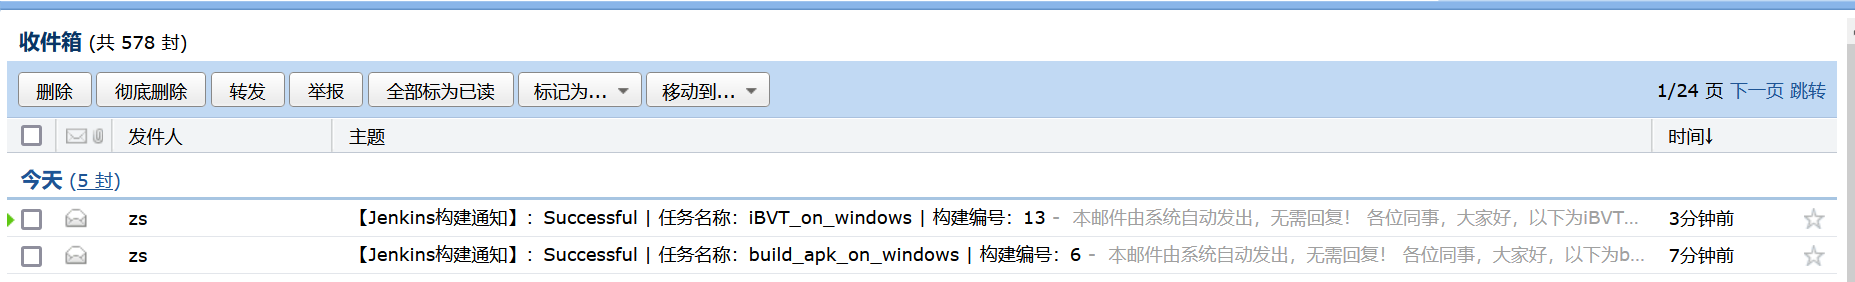 收件箱 (共 578 封)
删除 彻底删除 转发 举报 全部标为已读 标记为... 移动到... 1/24 页 下一页 跳转
发件人 主题 时间↓
今天 (5 封)
zs 【Jenkins构建通知】：Successful | 任务名称：iBVT_on_windows | 构建编号：13 - 本邮件由系统自动发出，无需回复！ 各位同事，大家好，以下为iBVT... 3分钟前
zs 【Jenkins构建通知】：Successful | 任务名称：build_apk_on_windows | 构建编号：6 - 本邮件由系统自动发出，无需回复！ 各位同事，大家好，以下为b... 7分钟前